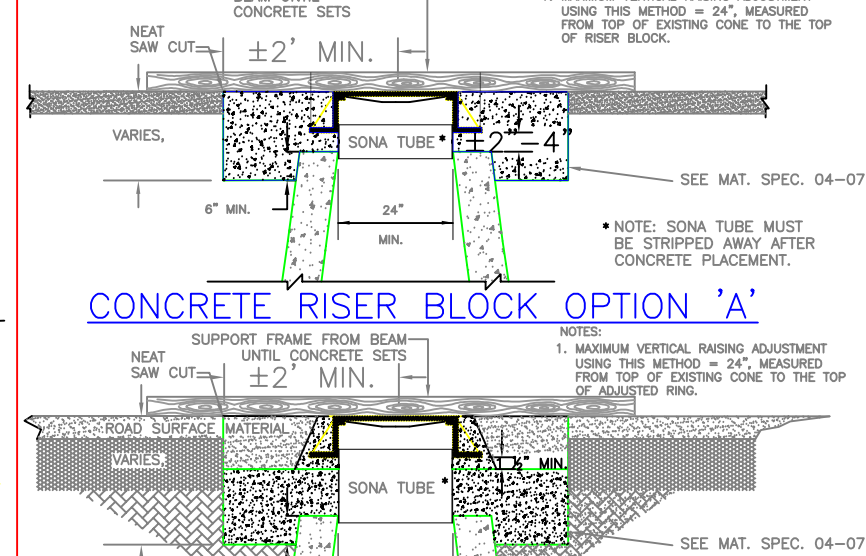 CONCRETE SETS
USING THIS METHOD = 24", MEASURED
FROM TOP OF EXISTING CONE TO THE TOP
OF RISER BLOCK.
NEAT
SAW CUT
±2' MIN.
VARIES,
SONA TUBE*
±2"-4"
SEE MAT. SPEC. 04-07
6" MIN.
24"
MIN.
* NOTE: SONA TUBE MUST
BE STRIPPED AWAY AFTER
CONCRETE PLACEMENT.
CONCRETE RISER BLOCK OPTION 'A'
SUPPORT FRAME FROM BEAM
UNTIL CONCRETE SETS
NOTES:
1. MAXIMUM VERTICAL RAISING ADJUSTMENT
USING THIS METHOD = 24", MEASURED
FROM TOP OF EXISTING CONE TO THE TOP
OF ADJUSTED RING.
NEAT
SAW CUT
±2' MIN.
ROAD SURFACE MATERIAL
VARIES,
½" MIN.
SONA TUBE*
SEE MAT. SPEC. 04-07